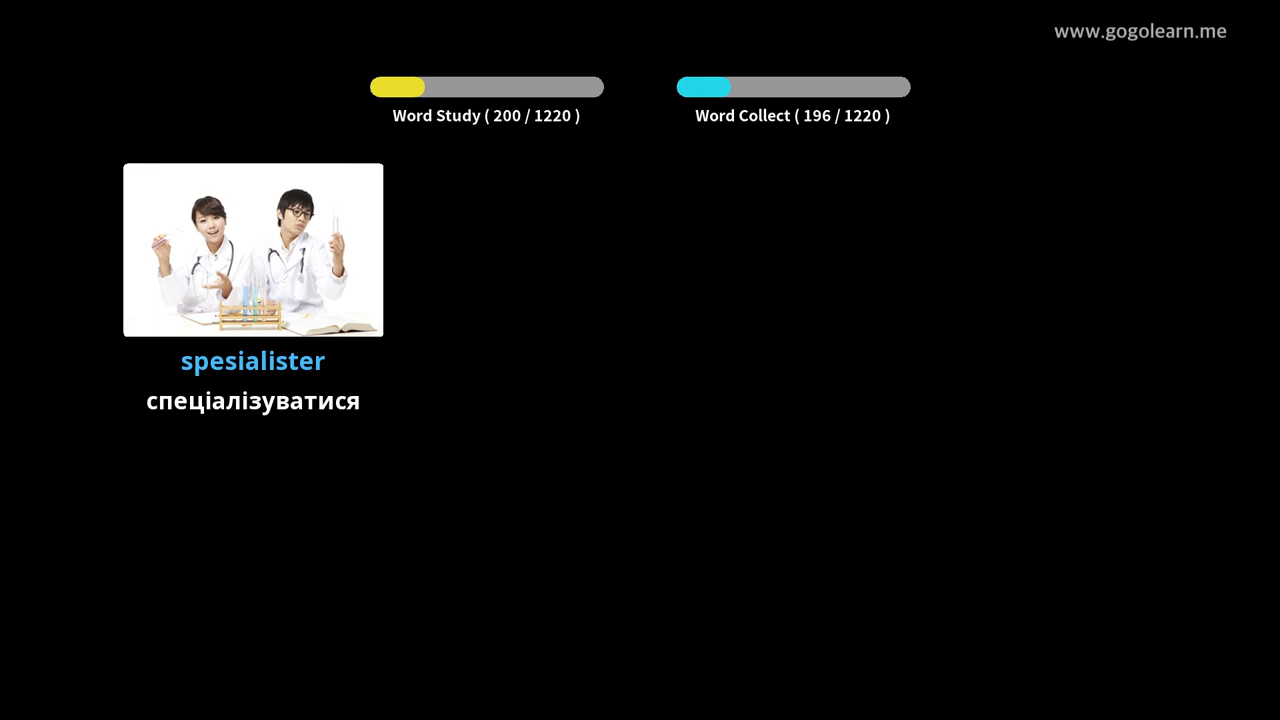 www.gogolearn.me
Word Study ( 200 / 1220 )
Word Collect ( 196 / 1220 )
spesialister
спеціалізуватися